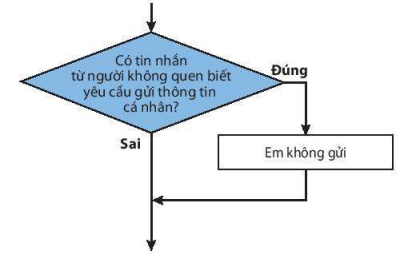 Có tin nhắn
từ người không quen biết
yêu cầu gửi thông tin
cá nhân?
Đúng
Sai
Em không gửi